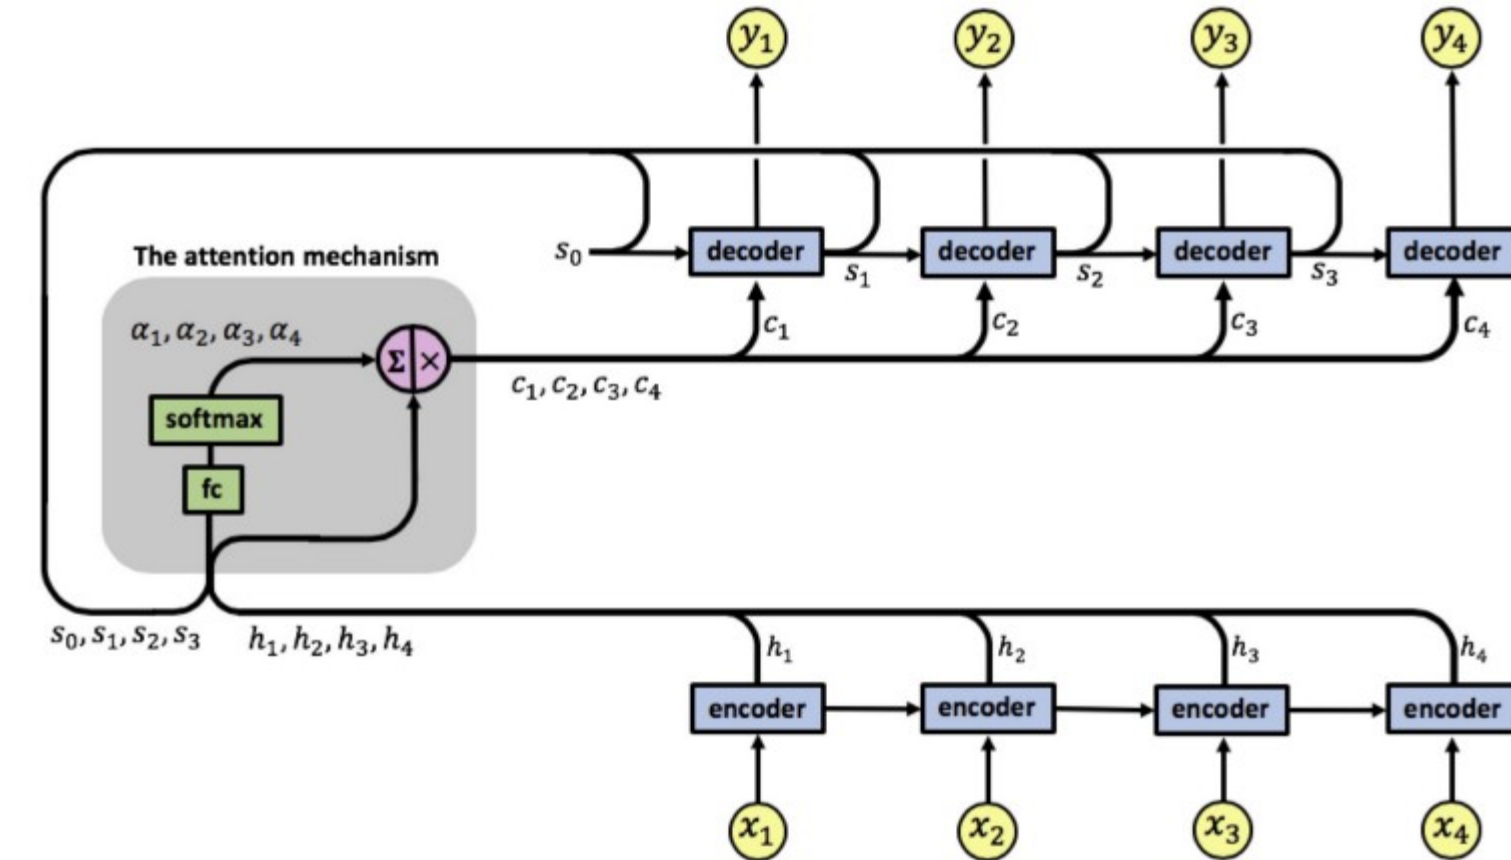 y₁ y₂ y₃ y₄
The attention mechanism
s₀ decoder s₁ decoder s₂ decoder s₃ decoder
α₁, α₂, α₃, α₄
c₁ c₂ c₃ c₄
Σ ×
c₁, c₂, c₃, c₄
softmax
fc
s₀, s₁, s₂, s₃ h₁, h₂, h₃, h₄
h₁ h₂ h₃ h₄
encoder encoder encoder encoder
x₁ x₂ x₃ x₄